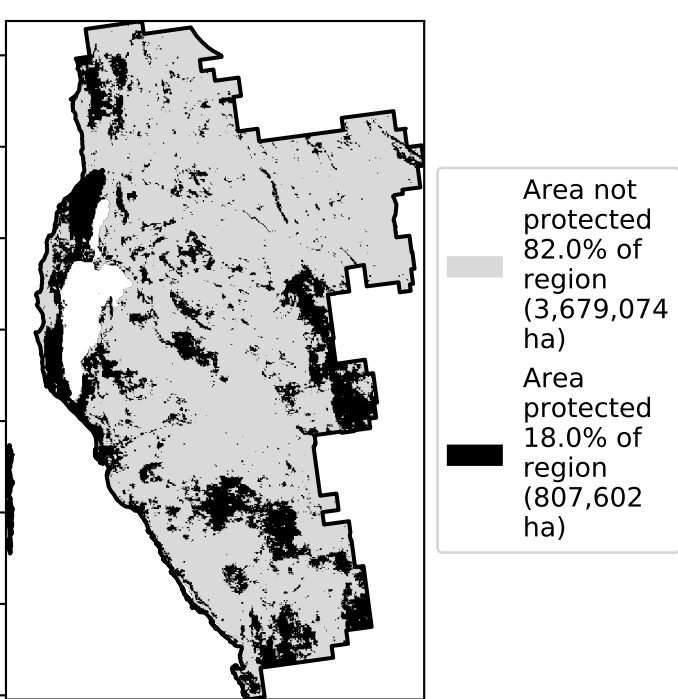 Area not
protected
82.0% of
region
(3,679,074
ha)
Area
protected
18.0% of
region
(807,602
ha)